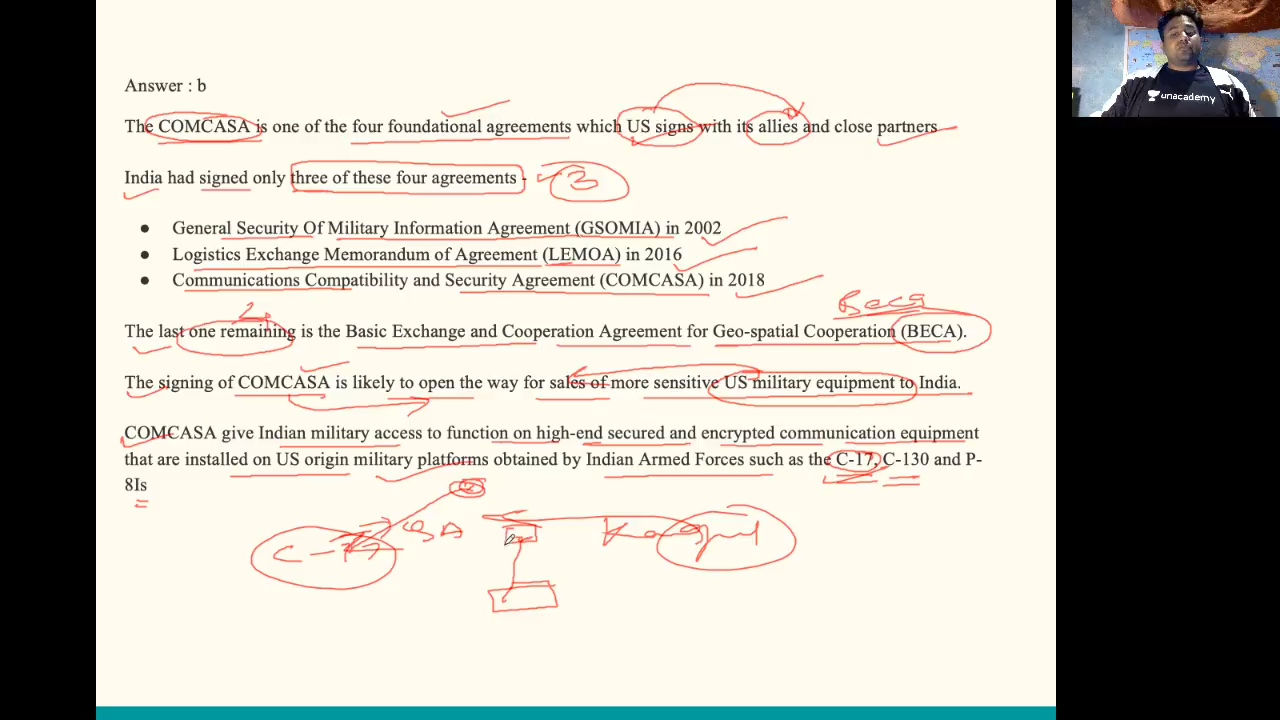 Answer : b
unacademy
The COMCASA is one of the four foundational agreements which US signs with its allies and close partners
India had signed only three of these four agreements -
3
● General Security Of Military Information Agreement (GSOMIA) in 2002
● Logistics Exchange Memorandum of Agreement (LEMOA) in 2016
● Communications Compatibility and Security Agreement (COMCASA) in 2018
Beca
The last one remaining is the Basic Exchange and Cooperation Agreement for Geo-spatial Cooperation (BECA).
The signing of COMCASA is likely to open the way for sales of more sensitive US military equipment to India.
COMCASA give Indian military access to function on high-end secured and encrypted communication equipment
that are installed on US origin military platforms obtained by Indian Armed Forces such as the C-17, C-130 and P-
8Is
C-17